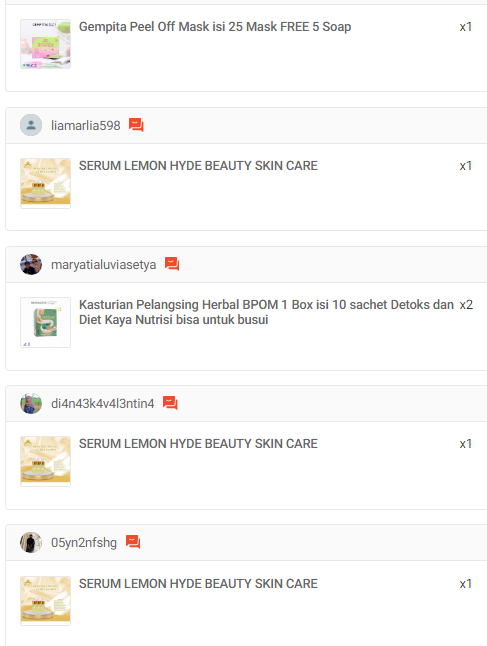 Gempita Peel Off Mask isi 25 Mask FREE 5 Soap x1
liamarlia598
SERUM LEMON HYDE BEAUTY SKIN CARE x1
maryatialuviasetya
Kasturian Pelangsing Herbal BPOM 1 Box isi 10 sachet Detoks dan x2
Diet Kaya Nutrisi bisa untuk busui
di4n43k4v4l3ntin4
SERUM LEMON HYDE BEAUTY SKIN CARE x1
05yn2nfshg
SERUM LEMON HYDE BEAUTY SKIN CARE x1